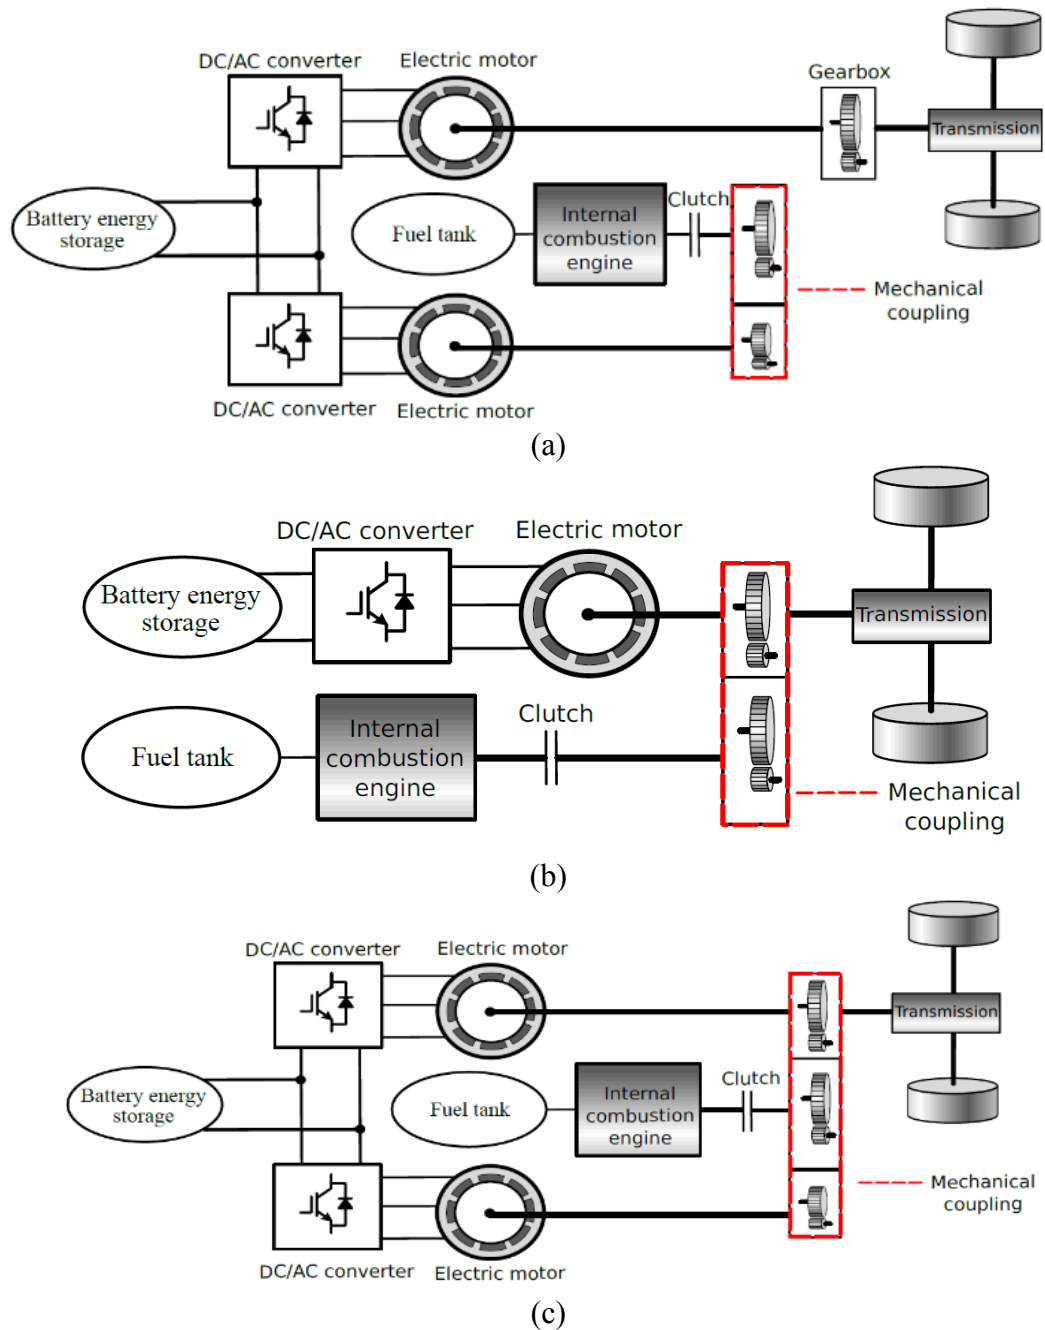 DC/AC converter
Electric motor
Gearbox
Transmission
Battery energy
storage
Fuel tank
Internal
combustion
engine
Clutch
Mechanical
coupling
DC/AC converter
Electric motor
(a)
DC/AC converter
Electric motor
Battery energy
storage
Transmission
Fuel tank
Internal
combustion
engine
Clutch
Mechanical
coupling
(b)
DC/AC converter
Electric motor
Transmission
Battery energy
storage
Fuel tank
Internal
combustion
engine
Clutch
Mechanical
coupling
DC/AC converter
Electric motor
(c)